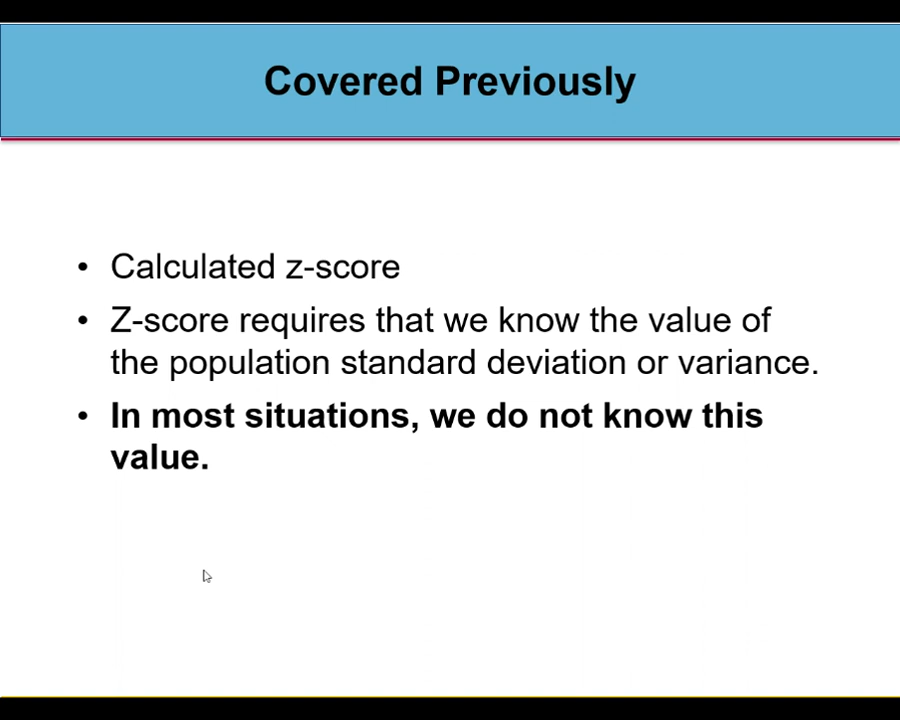 Covered Previously
• Calculated z-score
• Z-score requires that we know the value of
the population standard deviation or variance.
• In most situations, we do not know this
value.